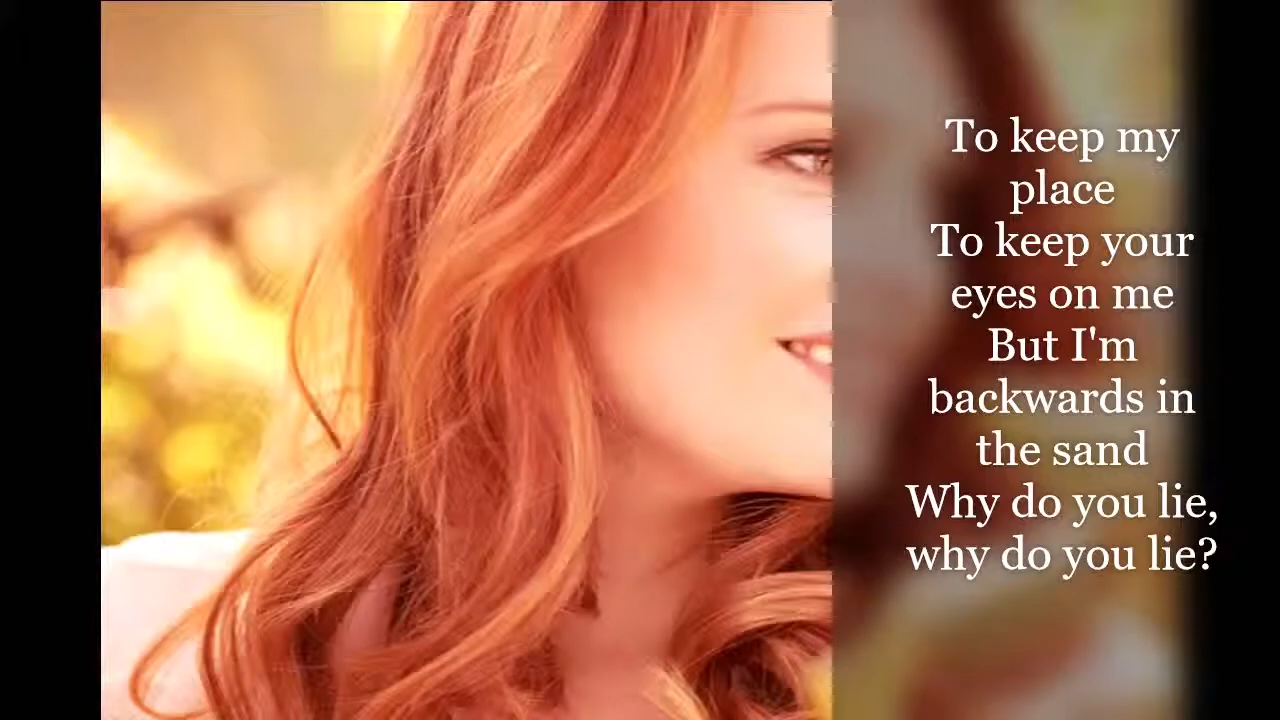 To keep my
place
To keep your
eyes on me
But I'm
backwards in
the sand
Why do you lie,
why do you lie?